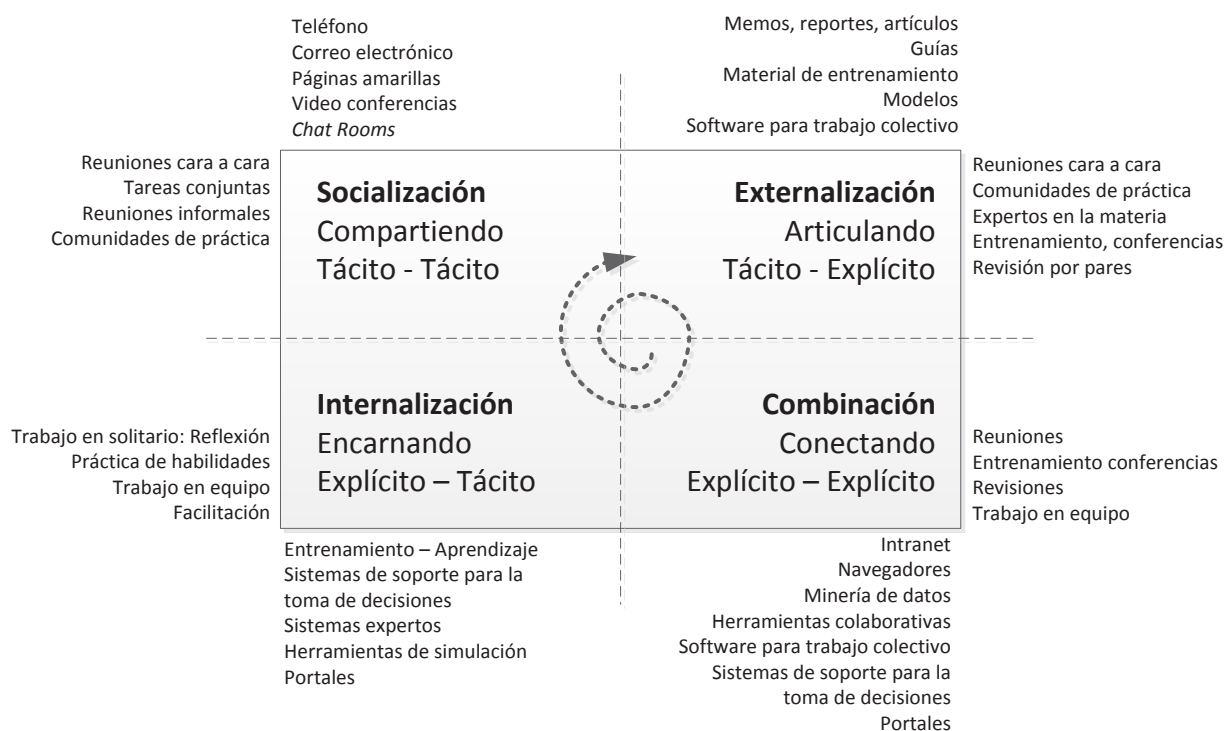 Teléfono
Correo electrónico
Páginas amarillas
Video conferencias
Chat Rooms
Memos, reportes, artículos
Guías
Material de entrenamiento
Modelos
Software para trabajo colectivo
Reuniones cara a cara
Tareas conjuntas
Reuniones informales
Comunidades de práctica
Socialización
Compartiendo
Tácito - Tácito
Externalización
Articulando
Tácito - Explícito
Reuniones cara a cara
Comunidades de práctica
Expertos en la materia
Entrenamiento, conferencias
Revisión por pares
Trabajo en solitario: Reflexión
Práctica de habilidades
Trabajo en equipo
Facilitación
Internalización
Encarnando
Explícito – Tácito
Combinación
Conectando
Explícito – Explícito
Reuniones
Entrenamiento conferencias
Revisiones
Trabajo en equipo
Entrenamiento – Aprendizaje
Sistemas de soporte para la
toma de decisiones
Sistemas expertos
Herramientas de simulación
Portales
Intranet
Navegadores
Minería de datos
Herramientas colaborativas
Software para trabajo colectivo
Sistemas de soporte para la
toma de decisiones
Portales